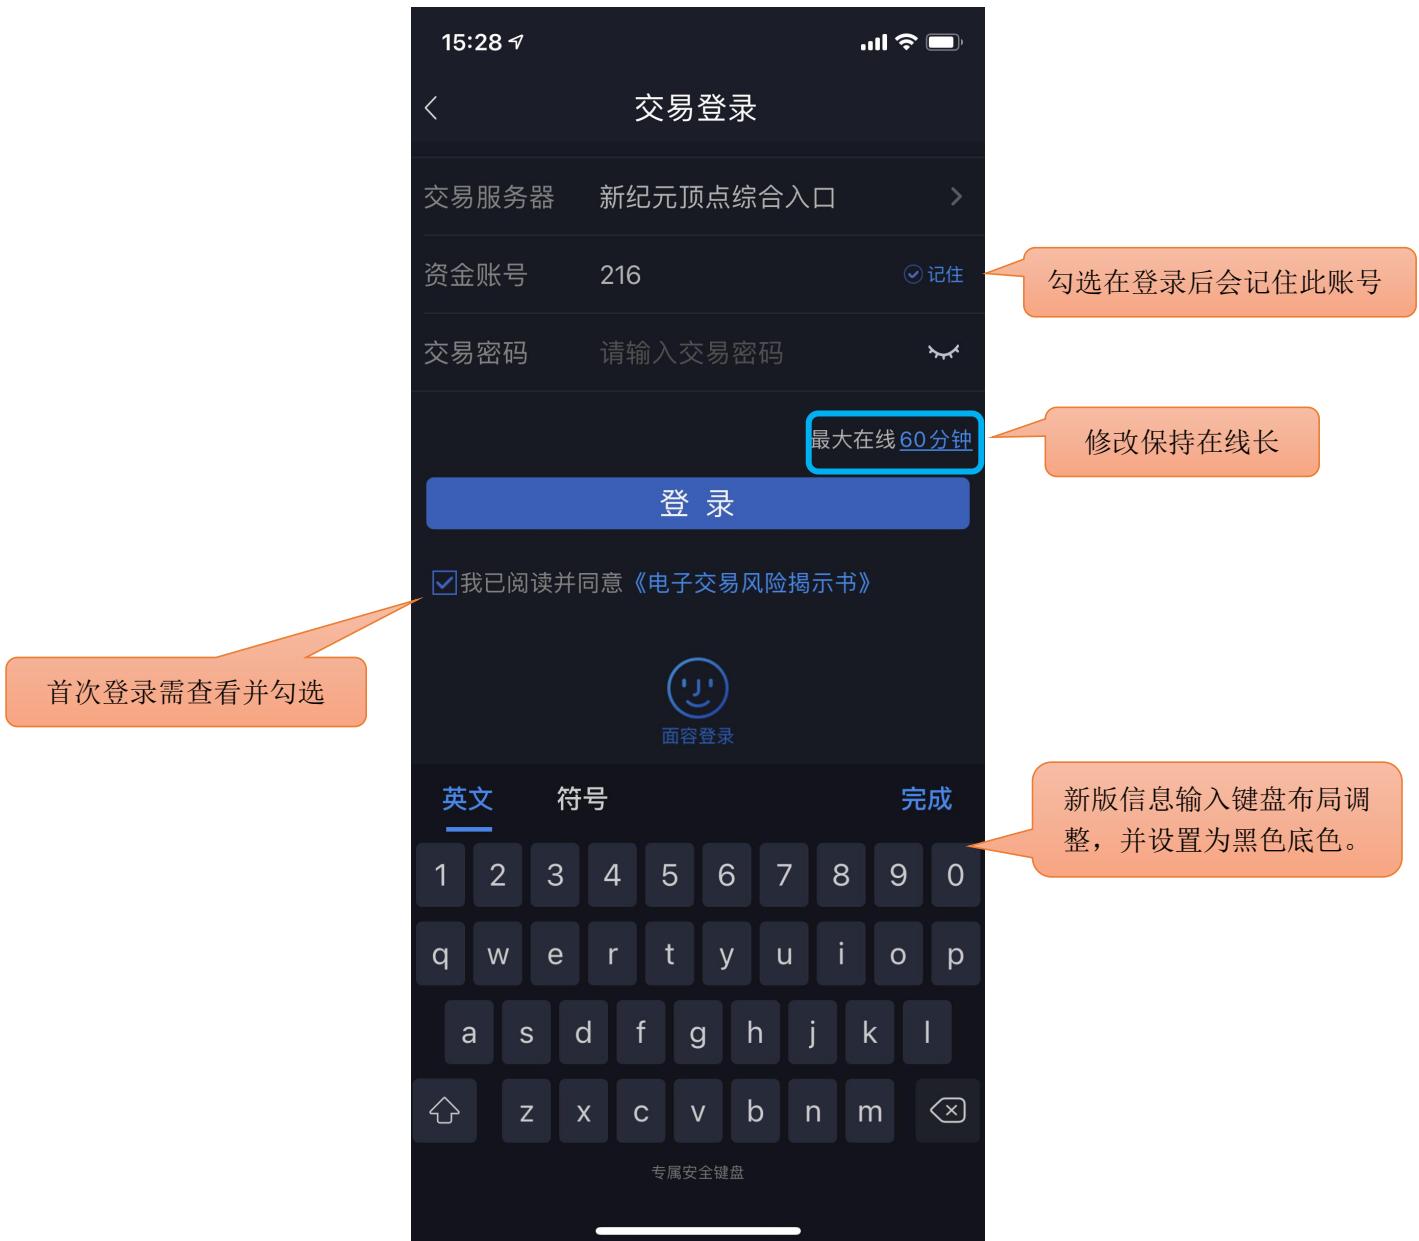 15:28
交易登录
交易服务器 新纪元顶点综合入口
资金账号 216 记住
勾选在登录后会记住此账号
交易密码 请输入交易密码
最大在线 60分钟
修改保持在线长
登 录
我已阅读并同意《电子交易风险揭示书》
首次登录需查看并勾选
面容登录
英文 符号 完成
新版信息输入键盘布局调
整，并设置为黑色底色。
1 2 3 4 5 6 7 8 9 0
q w e r t y u i o p
a s d f g h j k l
z x c v b n m
专属安全键盘